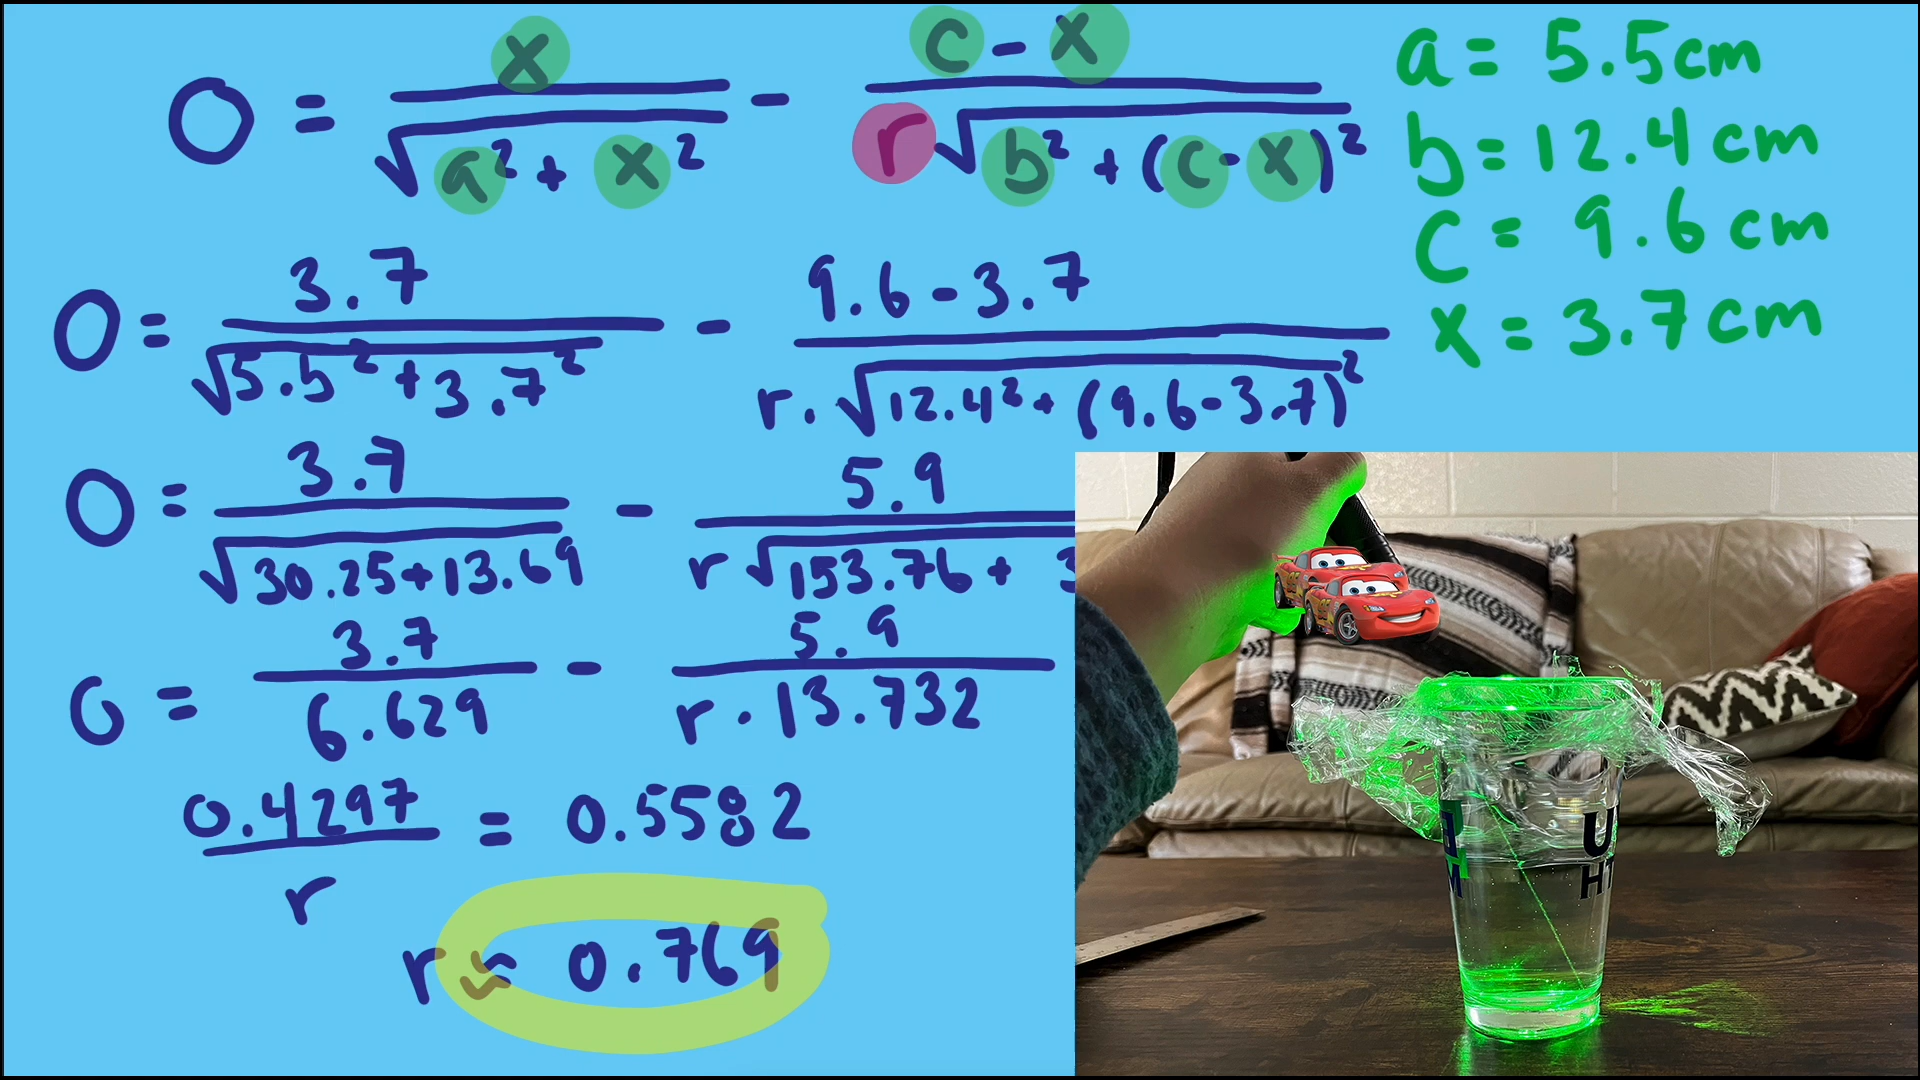 0 = x / √(a² + x²) - (c - x) / (r √(b² + (c - x)²))
a = 5.5cm
b = 12.4 cm
c = 9.6 cm
x = 3.7cm
0 = 3.7 / √(5.5² + 3.7²) - (9.6 - 3.7) / (r · √(12.4² + (9.6 - 3.7)²))
0 = 3.7 / √(30.25 + 13.69) - 5.9 / (r √(153.76 +
0 = 3.7 / 6.629 - 5.9 / (r · 13.732)
0.4297 / r = 0.5582
r ≈ 0.769
U
HT
H
M